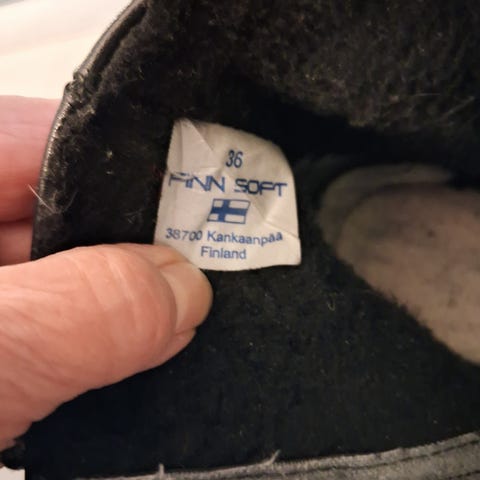 36
FINN SOFT
38700 Kankaanpää
Finland